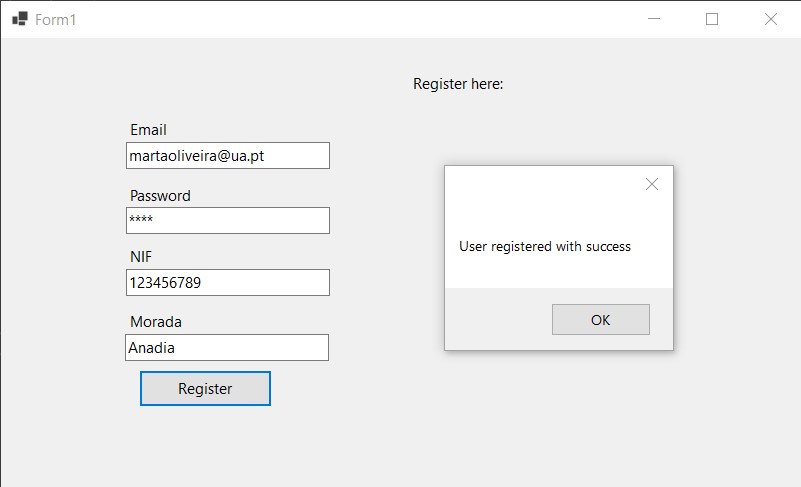 Form1
Register here:
Email
martaoliveira@ua.pt
Password
****
NIF
123456789
Morada
Anadia
Register
User registered with success
OK